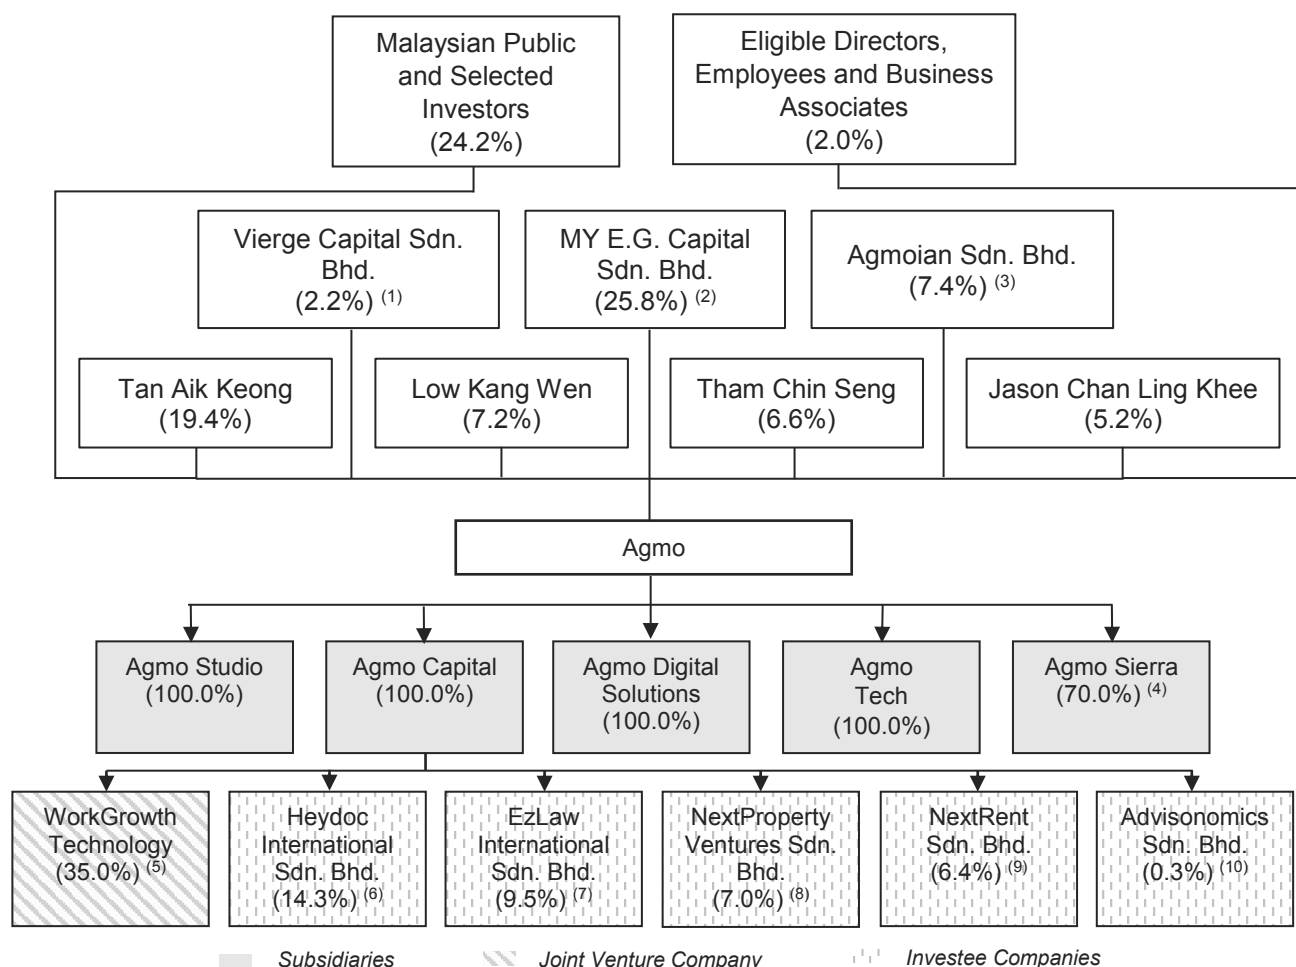 Malaysian Public
and Selected
Investors
(24.2%)
Eligible Directors,
Employees and Business
Associates
(2.0%)
Vierge Capital Sdn.
Bhd.
(2.2%) (1)
MY E.G. Capital
Sdn. Bhd.
(25.8%) (2)
Agmoian Sdn. Bhd.
(7.4%) (3)
Tan Aik Keong
(19.4%)
Low Kang Wen
(7.2%)
Tham Chin Seng
(6.6%)
Jason Chan Ling Khee
(5.2%)
Agmo
Agmo Studio
(100.0%)
Agmo Capital
(100.0%)
Agmo Digital
Solutions
(100.0%)
Agmo
Tech
(100.0%)
Agmo Sierra
(70.0%) (4)
WorkGrowth
Technology
(35.0%) (5)
Heydoc
International
Sdn. Bhd.
(14.3%) (6)
EzLaw
International
Sdn. Bhd.
(9.5%) (7)
NextProperty
Ventures Sdn.
Bhd.
(7.0%) (8)
NextRent
Sdn. Bhd.
(6.4%) (9)
Advisonomics
Sdn. Bhd.
(0.3%) (10)
Subsidiaries
Joint Venture Company
Investee Companies